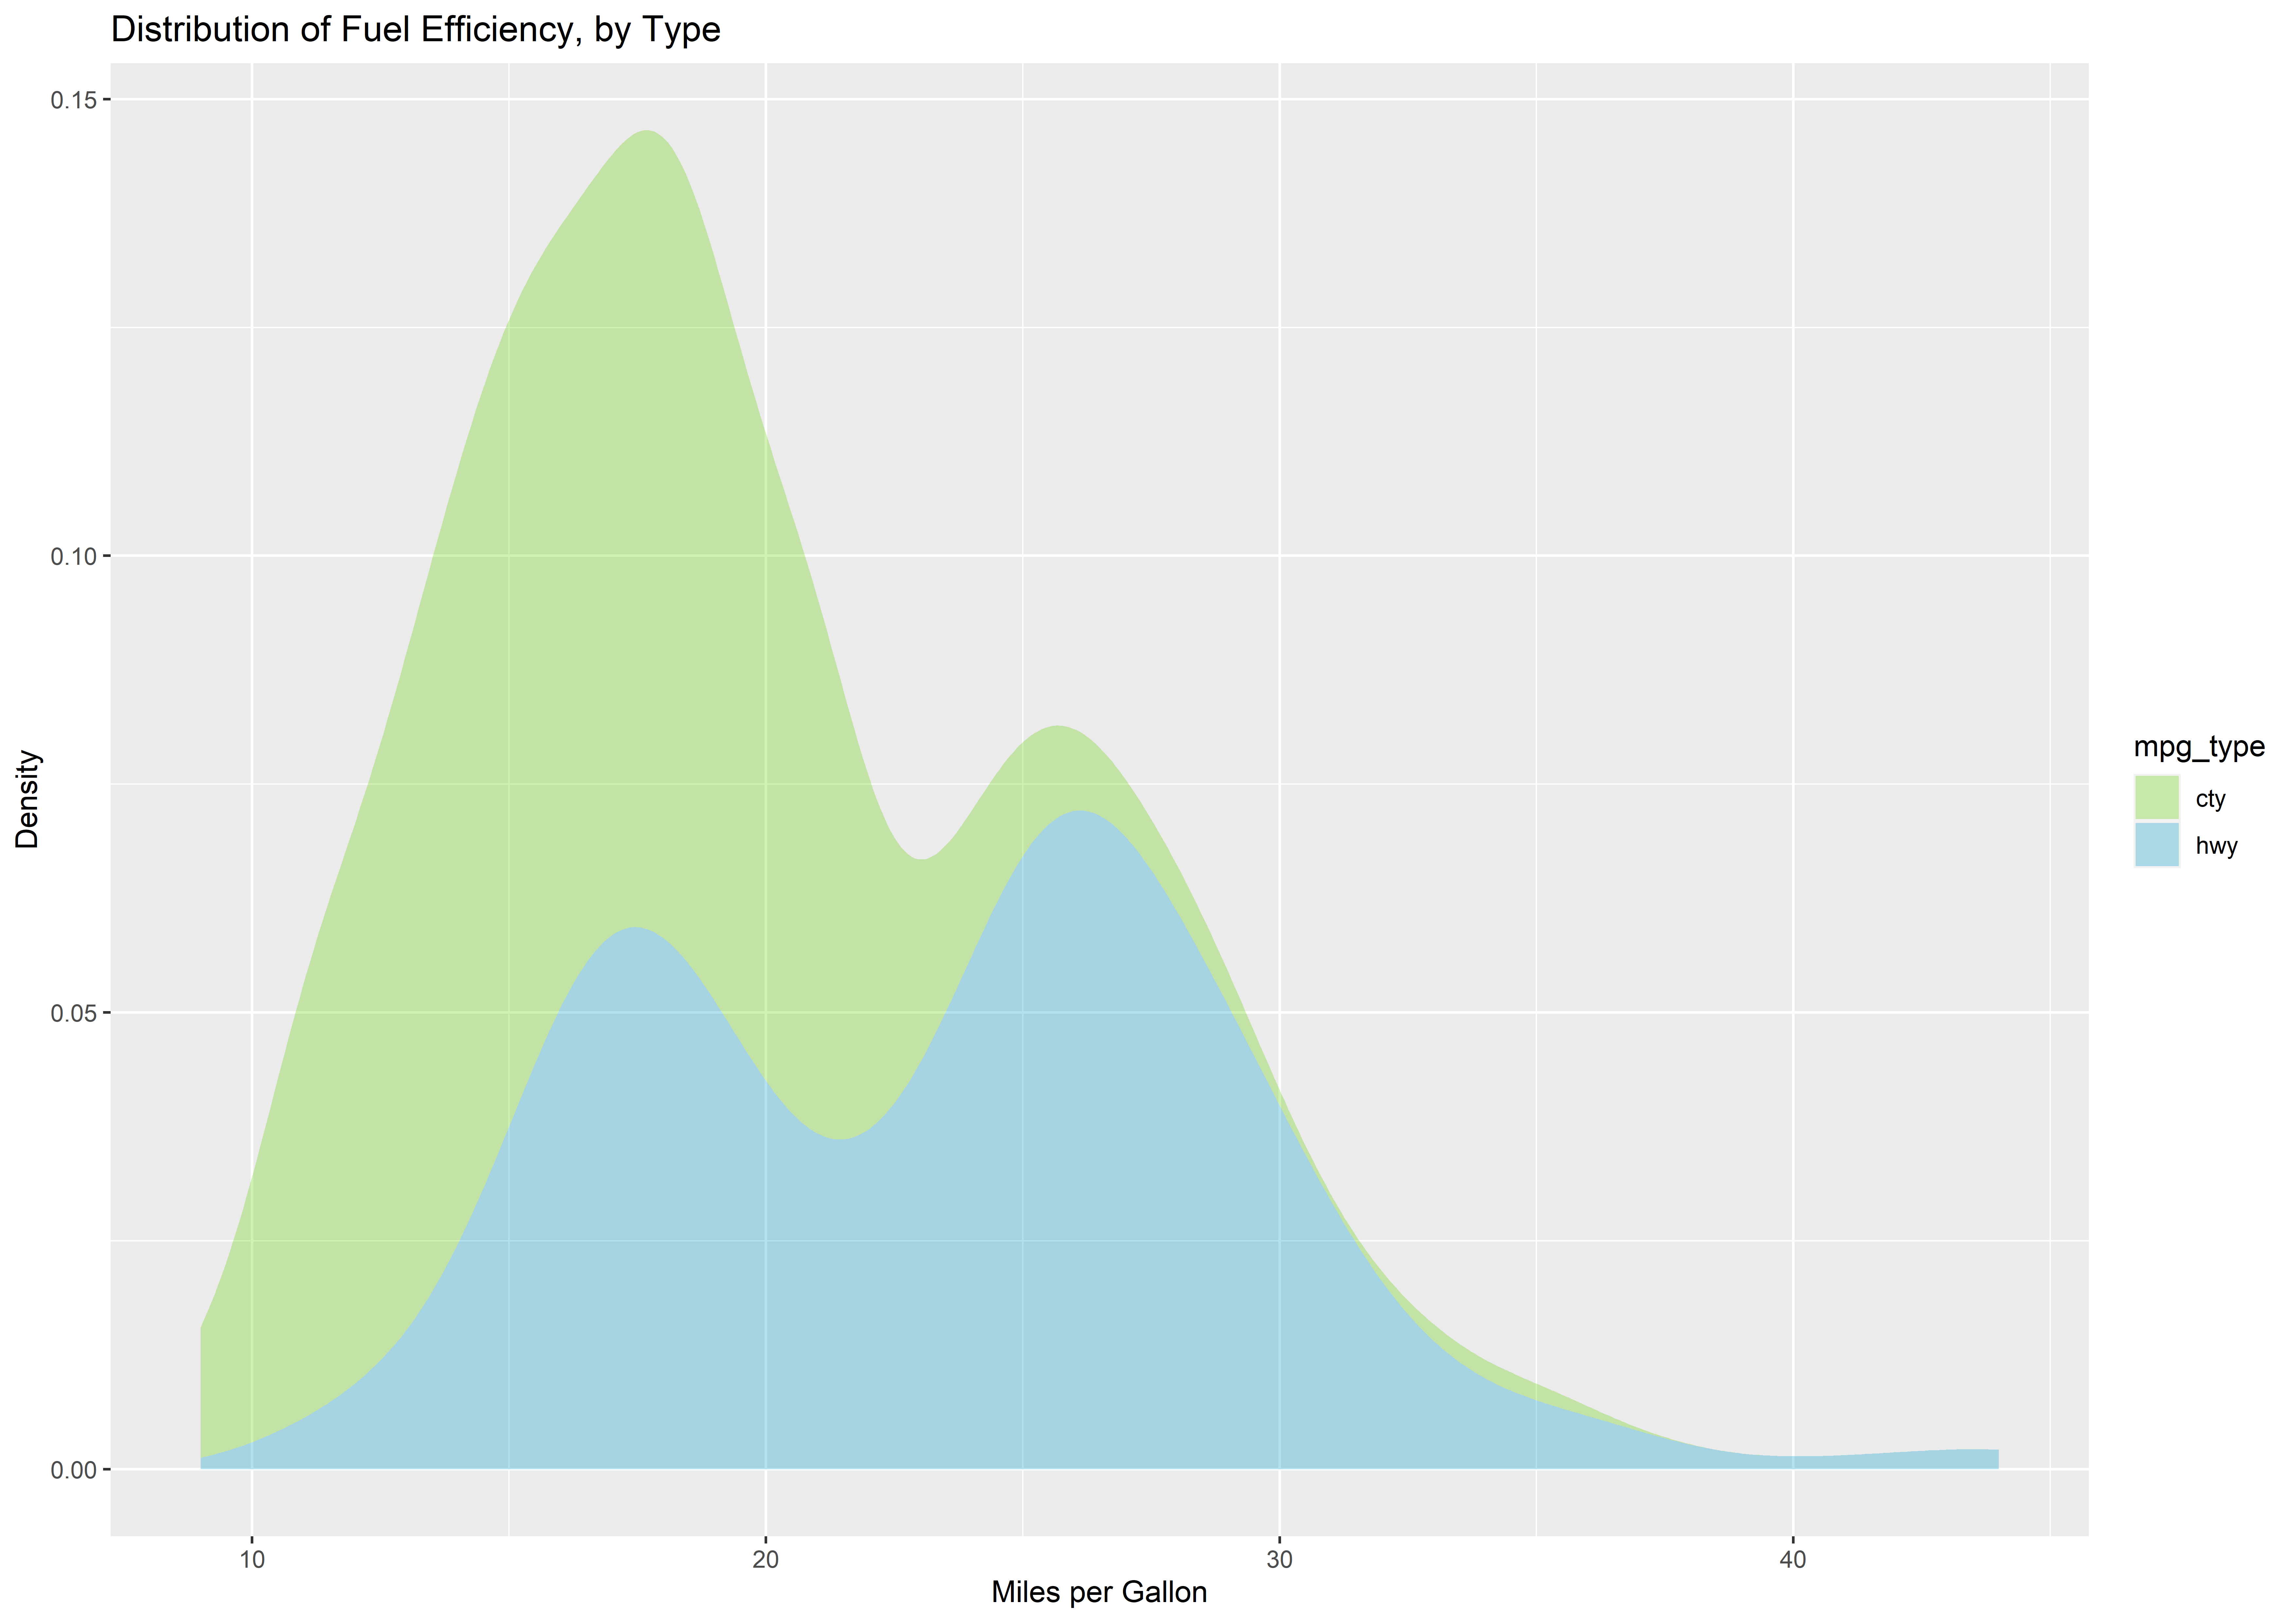 Distribution of Fuel Efficiency, by Type
0.15
0.10
0.05
0.00
Density
10 20 30 40
Miles per Gallon
mpg_type
cty
hwy